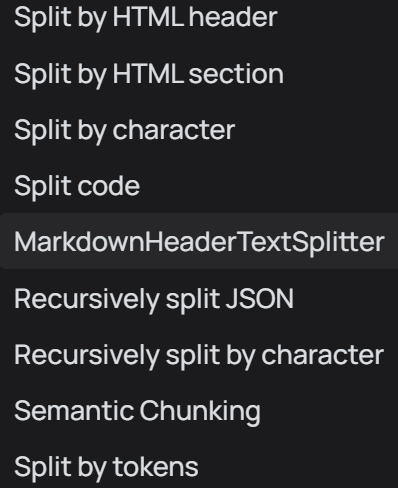 Split by HTML header
Split by HTML section
Split by character
Split code
MarkdownHeaderTextSplitter
Recursively split JSON
Recursively split by character
Semantic Chunking
Split by tokens